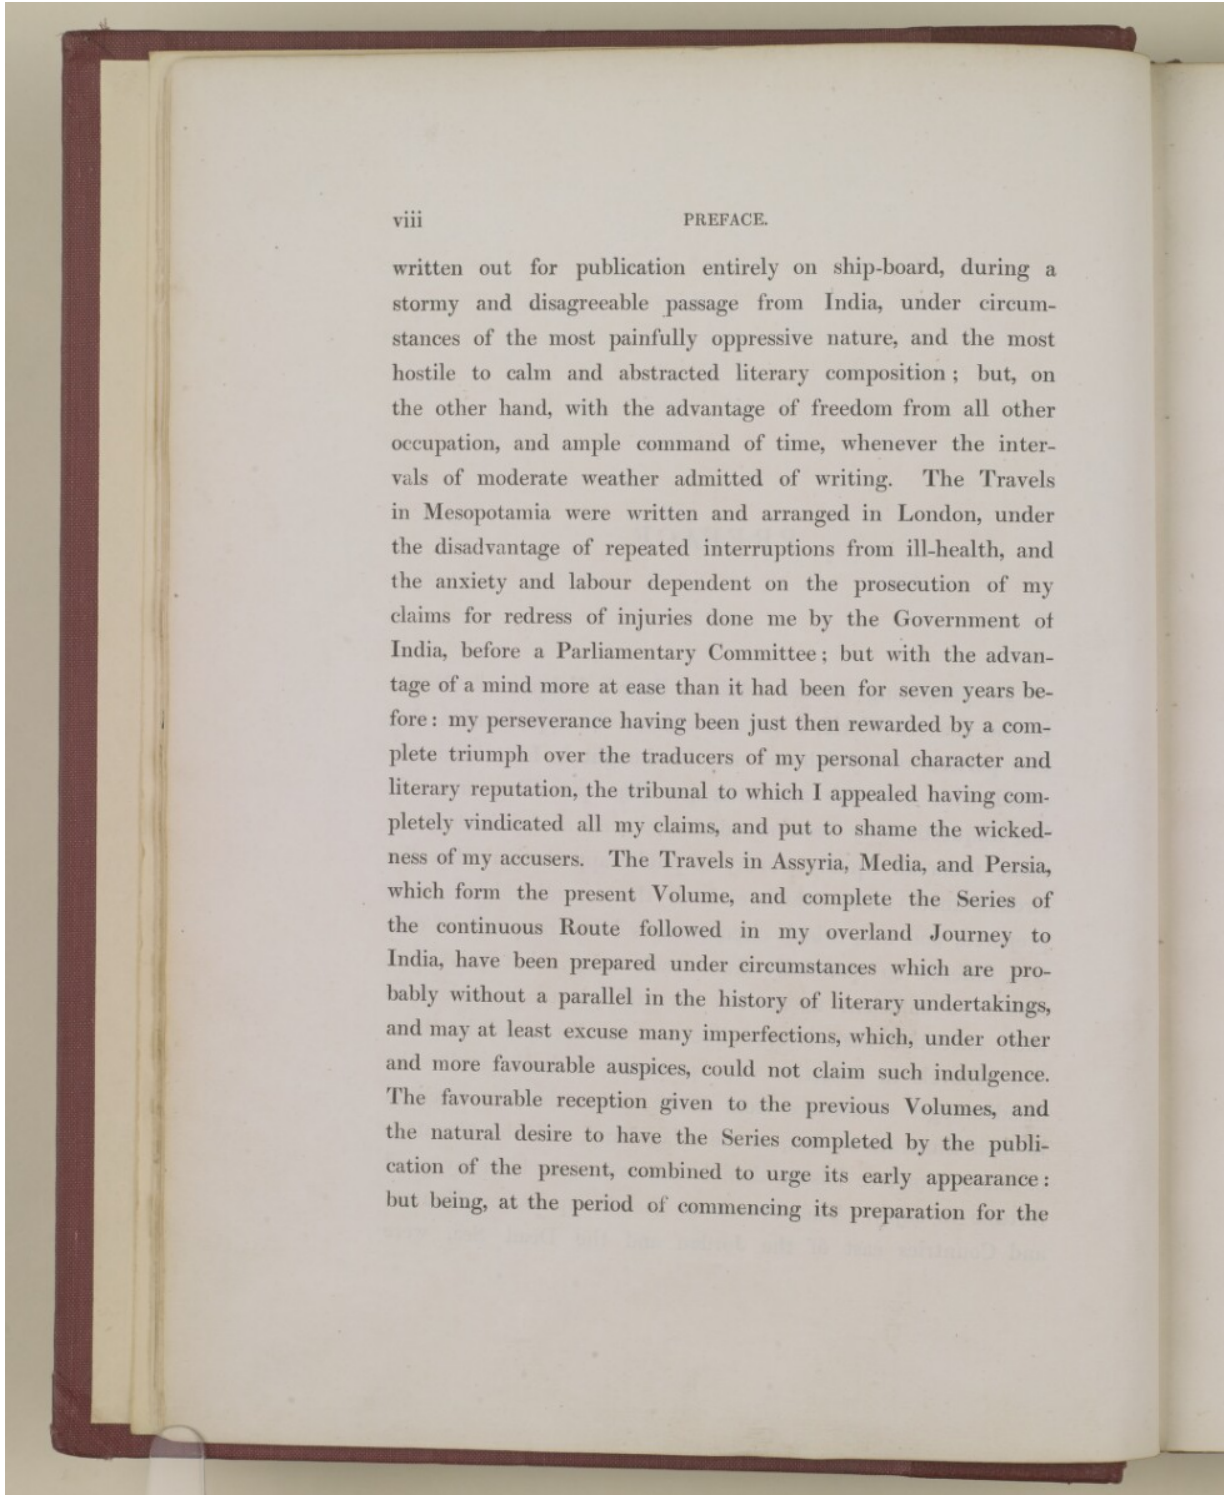 viii PREFACE.
written out for publication entirely on ship-board, during a
stormy and disagreeable passage from India, under circum-
stances of the most painfully oppressive nature, and the most
hostile to calm and abstracted literary composition ; but, on
the other hand, with the advantage of freedom from all other
occupation, and ample command of time, whenever the inter-
vals of moderate weather admitted of writing. The Travels
in Mesopotamia were written and arranged in London, under
the disadvantage of repeated interruptions from ill-health, and
the anxiety and labour dependent on the prosecution of my
claims for redress of injuries done me by the Government of
India, before a Parliamentary Committee ; but with the advan-
tage of a mind more at ease than it had been for seven years be-
fore : my perseverance having been just then rewarded by a com-
plete triumph over the traducers of my personal character and
literary reputation, the tribunal to which I appealed having com-
pletely vindicated all my claims, and put to shame the wicked-
ness of my accusers. The Travels in Assyria, Media, and Persia,
which form the present Volume, and complete the Series of
the continuous Route followed in my overland Journey to
India, have been prepared under circumstances which are pro-
bably without a parallel in the history of literary undertakings,
and may at least excuse many imperfections, which, under other
and more favourable auspices, could not claim such indulgence.
The favourable reception given to the previous Volumes, and
the natural desire to have the Series completed by the publi-
cation of the present, combined to urge its early appearance :
but being, at the period of commencing its preparation for the